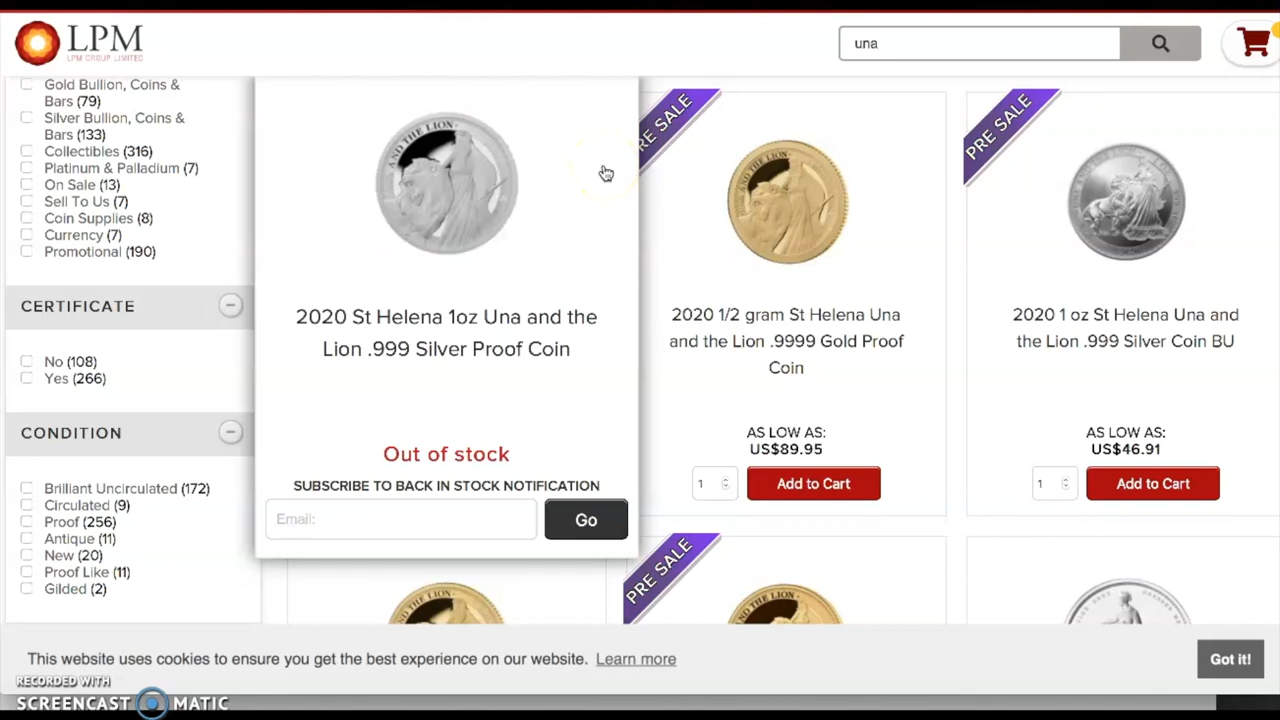 LPM
LPM GROUP LIMITED
una
Gold Bullion, Coins &
Bars (79)
Silver Bullion, Coins &
Bars (133)
Collectibles (316)
Platinum & Palladium (7)
On Sale (13)
Sell To Us (7)
Coin Supplies (8)
Currency (7)
Promotional (190)
CERTIFICATE
No (108)
Yes (266)
CONDITION
Brilliant Uncirculated (172)
Circulated (9)
Proof (256)
Antique (11)
New (20)
Proof Like (11)
Gilded (2)
AND THE LION
2020 St Helena 1oz Una and the
Lion .999 Silver Proof Coin
Out of stock
SUBSCRIBE TO BACK IN STOCK NOTIFICATION
Email:
Go
PRE SALE
AND THE LION
2020 1/2 gram St Helena Una
and the Lion .9999 Gold Proof
Coin
AS LOW AS:
US$89.95
1
Add to Cart
PRE SALE
2020 1 oz St Helena Una and
the Lion .999 Silver Coin BU
AS LOW AS:
US$46.91
1
Add to Cart
AND THE LION
PRE SALE
AND THE LION
This website uses cookies to ensure you get the best experience on our website. Learn more
Got it!
RECORDED WITH
SCREENCAST MATIC